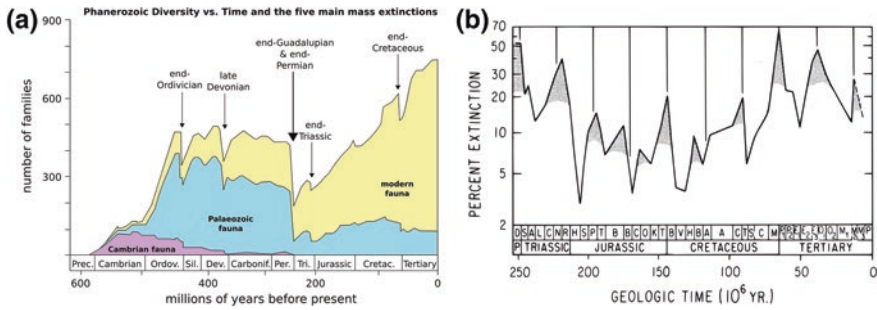 (a)
Phanerozoic Diversity vs. Time and the five main mass extinctions
900
600
300
number of families
end-
Ordivician
late
Devonian
end-Guadalupian
& end-
Permian
end-
Triassic
end-
Cretaceous
modern
fauna
Palaeozoic
fauna
Cambrian fauna
Prec. Cambrian Ordov. Sil. Dev. Carbonif. Per. Tri. Jurassic Cretac. Tertiary
600 400 200 0
millions of years before present
(b)
PERCENT EXTINCTION
70
50
30
20
10
5
2
D S A L C N R H S P T B B C O K T B V H B A A C T S C M
P TRIASSIC JURASSIC CRETACEOUS TERTIARY
250 200 150 100 50 0
GEOLOGIC TIME (10⁶ YR.)